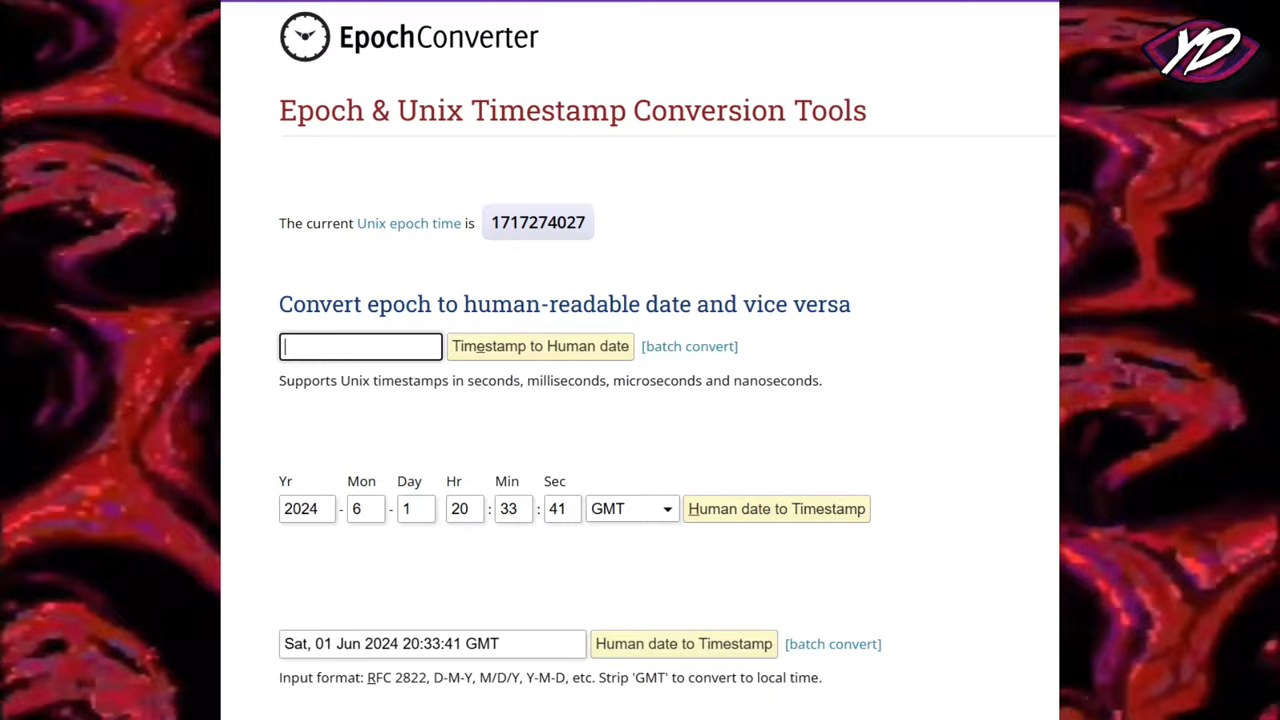 EpochConverter
YD
Epoch & Unix Timestamp Conversion Tools
The current Unix epoch time is 1717274027
Convert epoch to human-readable date and vice versa
Timestamp to Human date [batch convert]
Supports Unix timestamps in seconds, milliseconds, microseconds and nanoseconds.
Yr Mon Day Hr Min Sec
2024 - 6 - 1 20 : 33 : 41 GMT Human date to Timestamp
Sat, 01 Jun 2024 20:33:41 GMT Human date to Timestamp [batch convert]
Input format: RFC 2822, D-M-Y, M/D/Y, Y-M-D, etc. Strip 'GMT' to convert to local time.